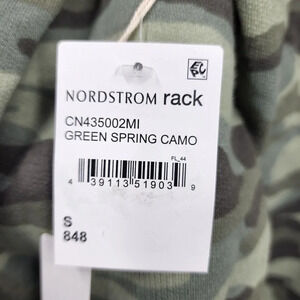 NORDSTROM rack
CN435002MI
GREEN SPRING CAMO
FL_44
4 39113 51903 9
S
848